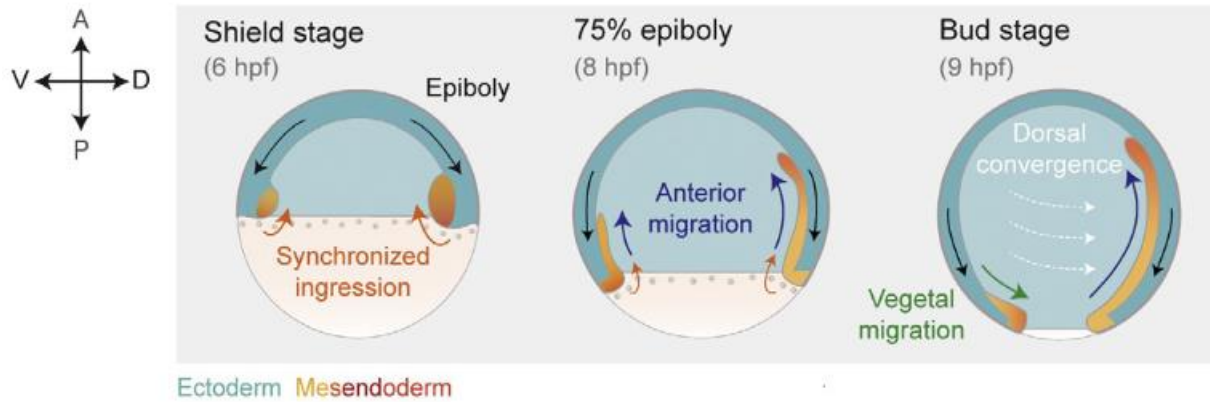 A
V
D
P
Shield stage
(6 hpf)
Epiboly
Synchronized
ingression
75% epiboly
(8 hpf)
Anterior
migration
Bud stage
(9 hpf)
Dorsal
convergence
Vegetal
migration
Ectoderm Mesendoderm